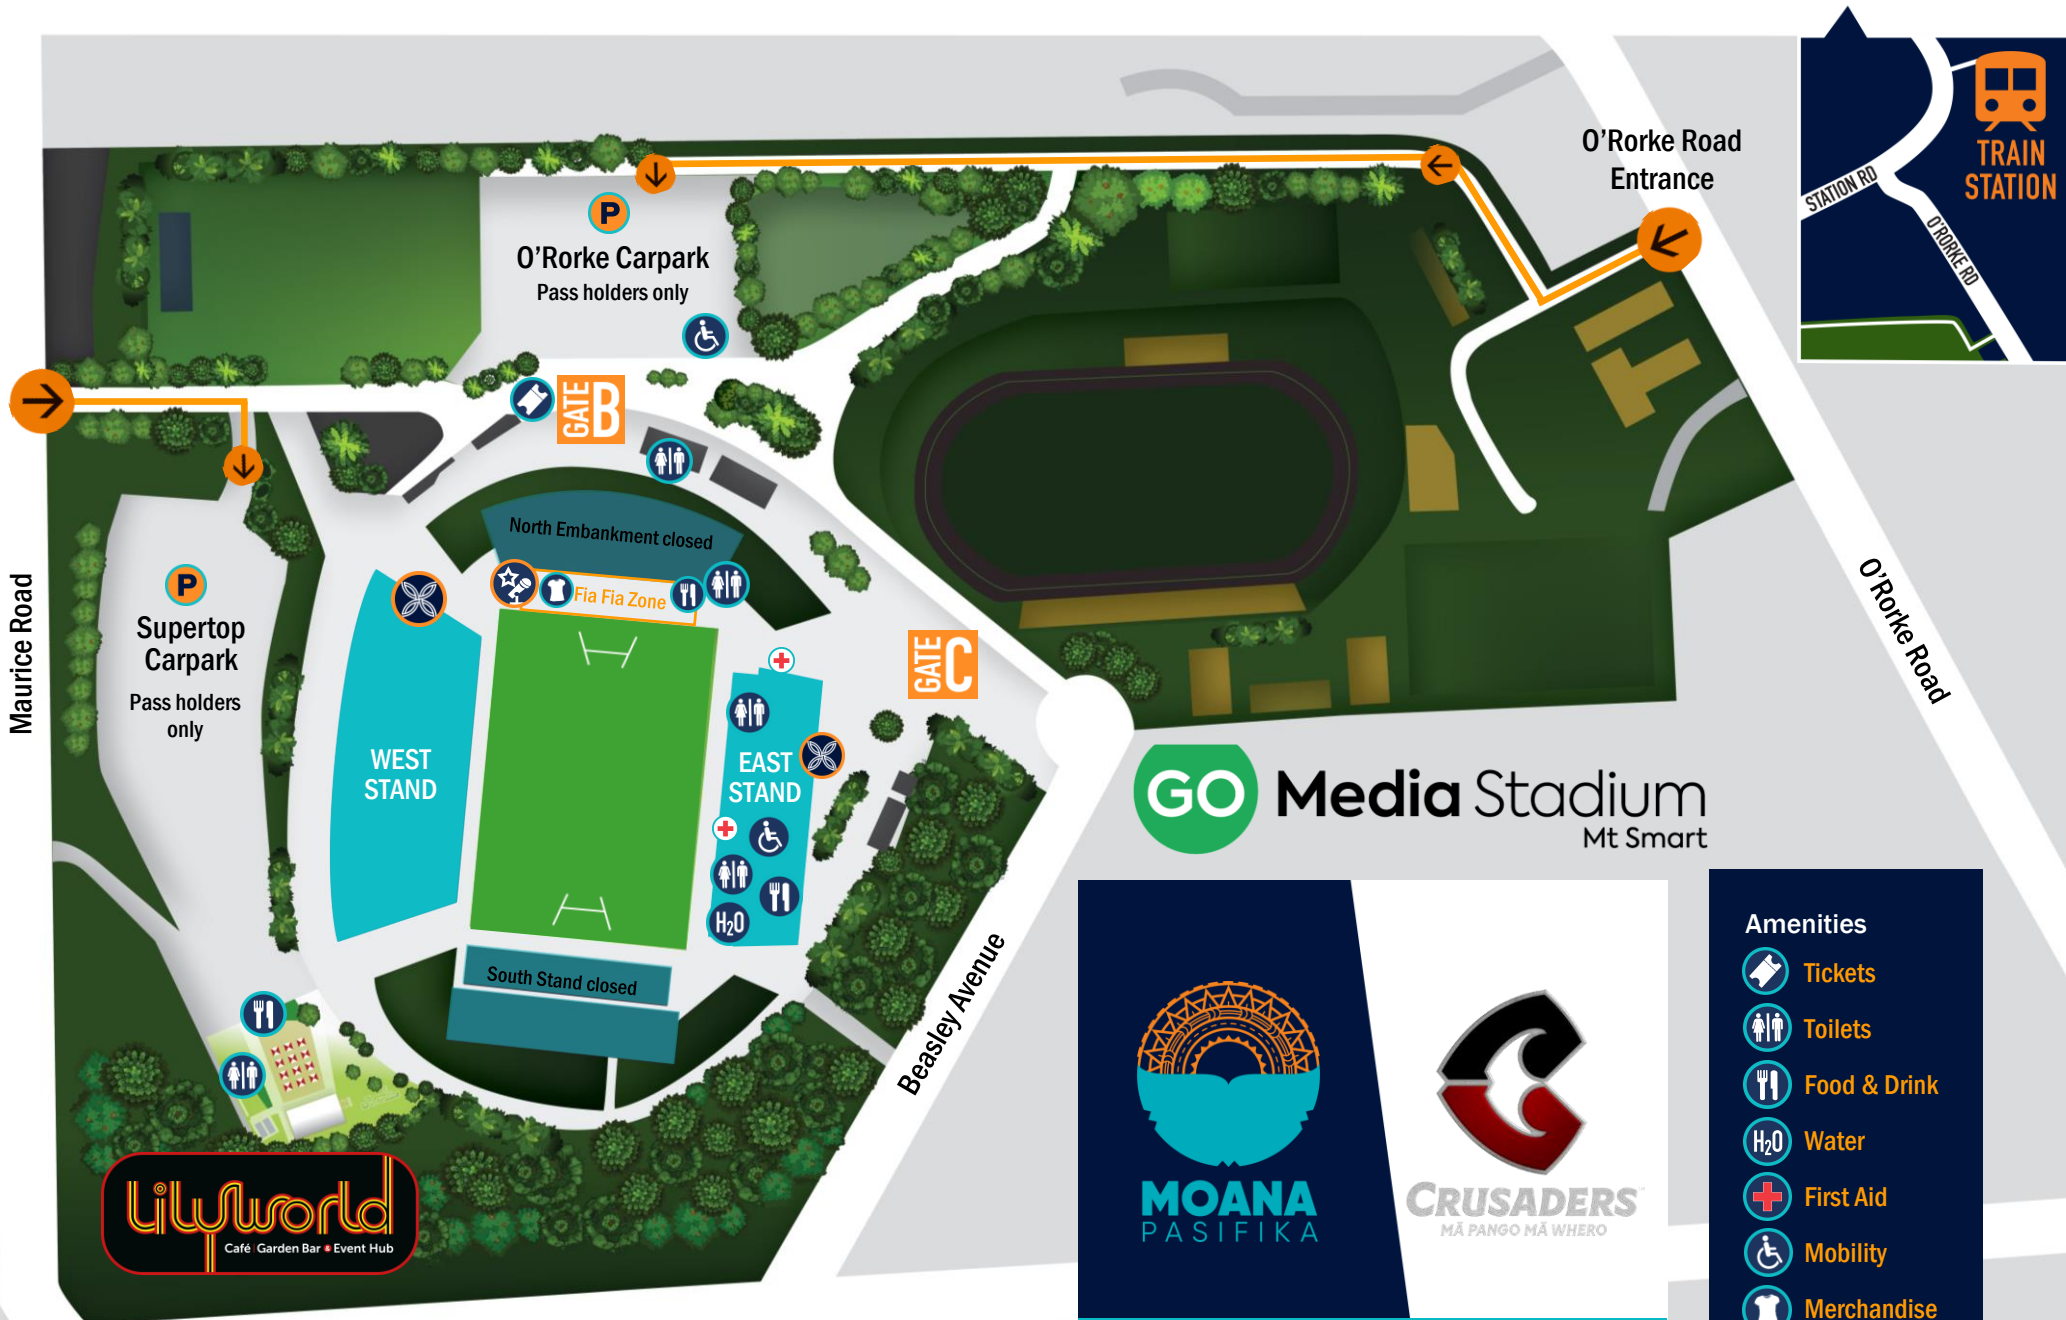 O'Rorke Road
Entrance
TRAIN
STATION
STATION RD
O'RORKE RD
P
O'Rorke Carpark
Pass holders only
GATE B
North Embankment closed
Fia Fia Zone
P
Supertop
Carpark
Pass holders
only
Maurice Road
GATE C
WEST
STAND
EAST
STAND
H₂0
South Stand closed
O'Rorke Road
Beasley Avenue
GO Media Stadium
Mt Smart
Lilyworld
Café | Garden Bar & Event Hub
MOANA
PASIFIKA
CRUSADERS
MĀ PANGO MĀ WHERO
Amenities
Tickets
Toilets
Food & Drink
H₂0 Water
First Aid
Mobility
Merchandise